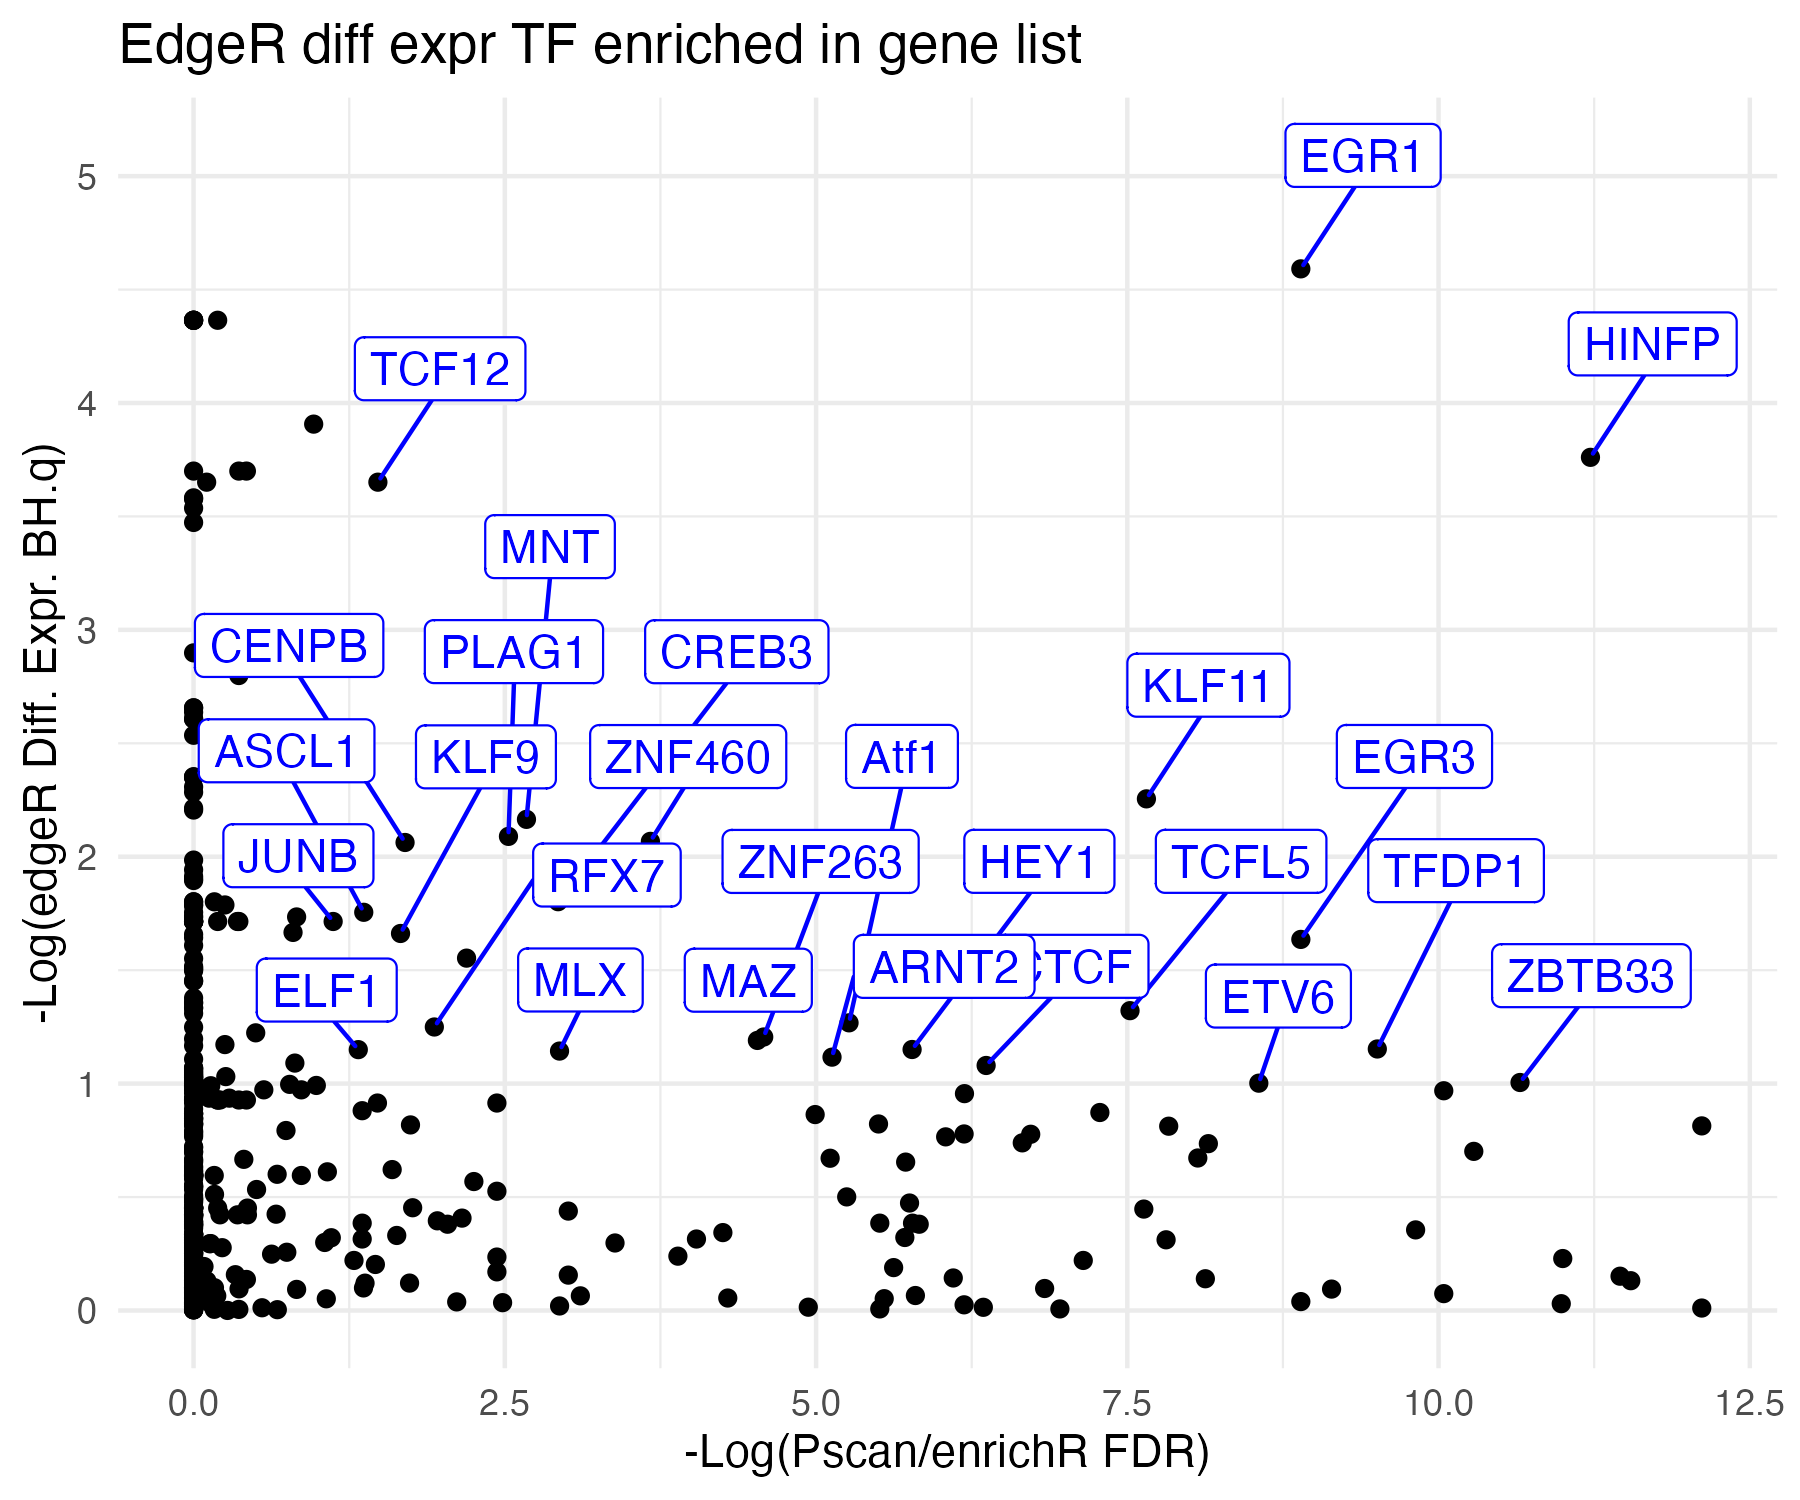 EdgeR diff expr TF enriched in gene list
-Log(edgeR Diff. Expr. BH.q)
5
4
3
2
1
0
EGR1
HINFP
TCF12
MNT
CENPB
PLAG1
CREB3
KLF11
ASCL1
KLF9
ZNF460
Atf1
EGR3
JUNB
RFX7
ZNF263
HEY1
TCFL5
TFDP1
ELF1
MLX
MAZ
ARNT2
CTCF
ETV6
ZBTB33
0.0
2.5
5.0
7.5
10.0
12.5
-Log(Pscan/enrichR FDR)